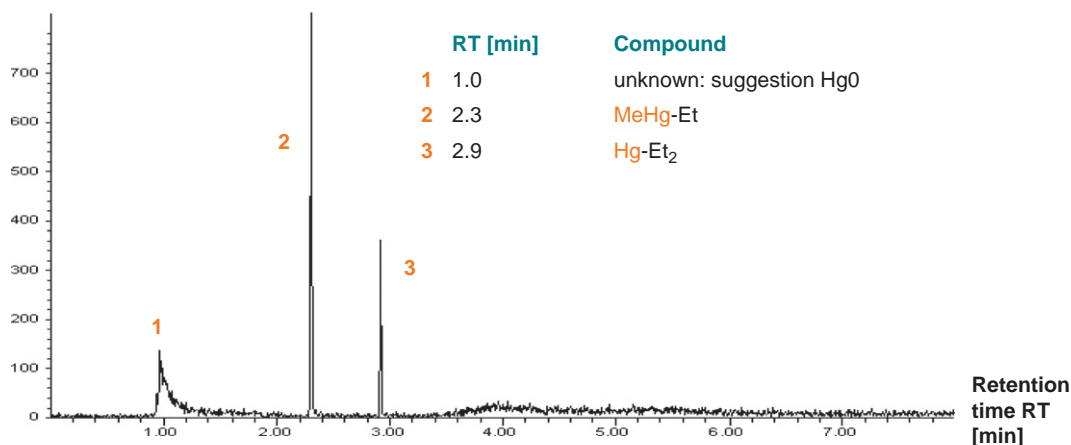 RT [min] Compound
1 1.0 unknown: suggestion Hg0
2 2.3 MeHg-Et
3 2.9 Hg-Et₂
700
600
500
400
300
200
100
0
2
3
1
1.00 2.00 3.00 4.00 5.00 6.00 7.00
Retention
time RT
[min]